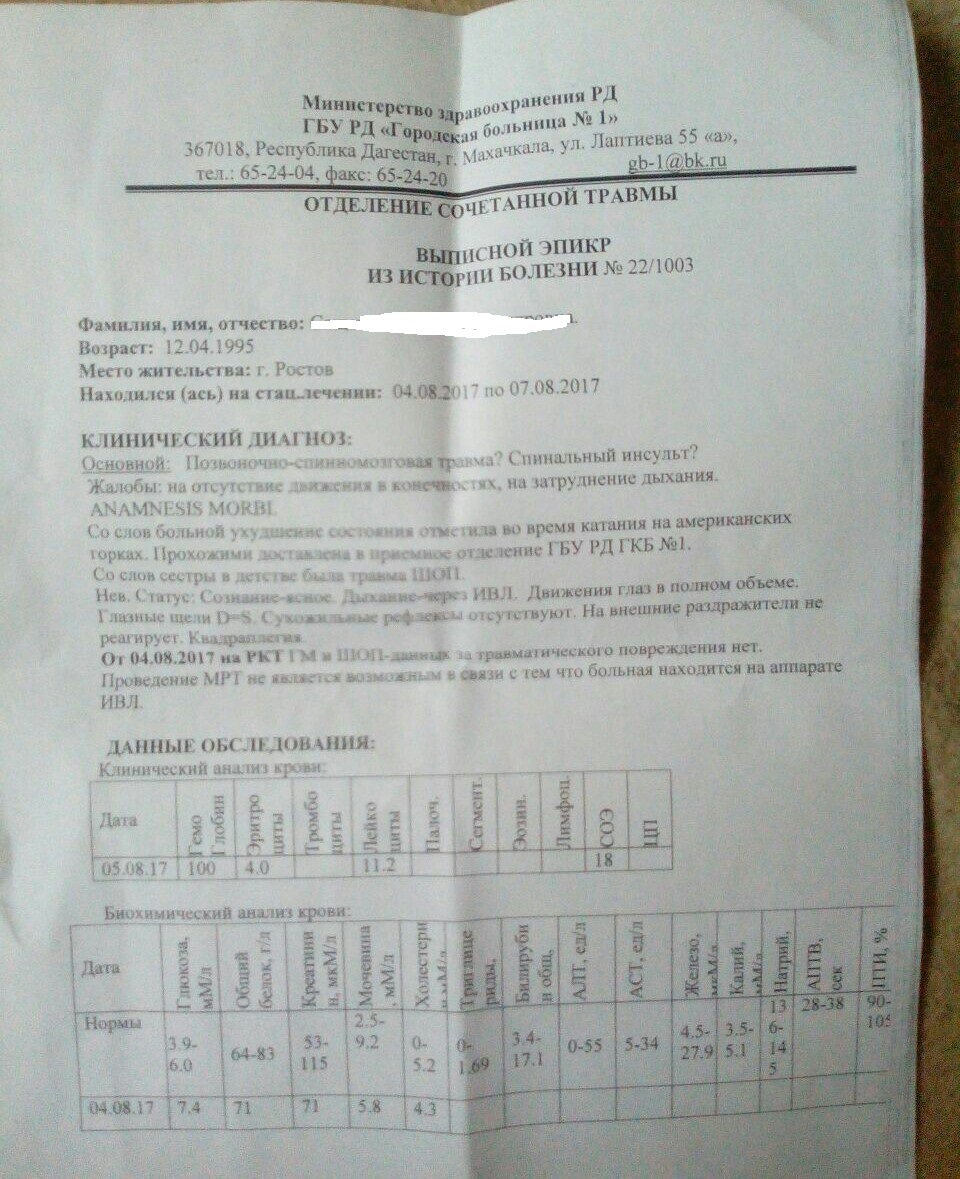 Министерство здравоохранения РД
ГБУ РД «Городская больница № 1»
367018, Республика Дагестан, г. Махачкала, ул. Лаптиева 55 «а»,
тел.: 65-24-04, факс: 65-24-20 gb-1@bk.ru
ОТДЕЛЕНИЕ СОЧЕТАННОЙ ТРАВМЫ
ВЫПИСНОЙ ЭПИКР
ИЗ ИСТОРИИ БОЛЕЗНИ № 22/1003
Фамилия, имя, отчество:
Возраст: 12.04.1995
Место жительства: г. Ростов
Находился (ась) на стац.лечении: 04.08.2017 по 07.08.2017
КЛИНИЧЕСКИЙ ДИАГНОЗ:
Основной: Позвоночно-спинномозговая травма? Спинальный инсульт?
Жалобы: на отсутствие движения в конечностях, на затруднение дыхания.
ANAMNESIS MORBI.
Со слов больной ухудшение состояния отметила во время катания на американских
горках. Прохожими доставлена в приемное отделение ГБУ РД ГКБ №1.
Со слов сестры в детстве была травма ШОП.
Нев. Статус: Сознание-ясное. Дыхание-через ИВЛ. Движения глаз в полном объеме.
Глазные щели D=S. Сухожильные рефлексы отсутствуют. На внешние раздражители не
реагирует. Квадраплегия.
От 04.08.2017 на РКТ ГМ и ШОП-данных за травматического повреждения нет.
Проведение МРТ не является возможным в связи с тем что больная находится на аппарате
ИВЛ.
ДАННЫЕ ОБСЛЕДОВАНИЯ:
Клинический анализ крови:
Дата Гемо Глобин Эритро циты Тромбо циты Лейко циты Палоч. Сегмент. Эозин. Лимфоц. СОЭ ЦП
05.08.17 100 4.0 11.2 18
Биохимический анализ крови:
Дата Глюкоза, мМ/л Общий белок, г/л Креатини н, мкМ/л Мочевина , мМ/л Холестери н, мМ/л Триглице риды, Билируби н общ, АЛТ, ед/л АСТ, ед/л Железо, Калий, Натрий, АПТВ, сек ПТИ, %
Нормы 3.9-6.0 64-83 53-115 2.5-9.2 0-5.2 0-1.69 3.4-17.1 0-55 5-34 4.5-27.9 3.5-5.1 136-145 28-38 90-105
04.08.17 7.4 71 71 5.8 4.3